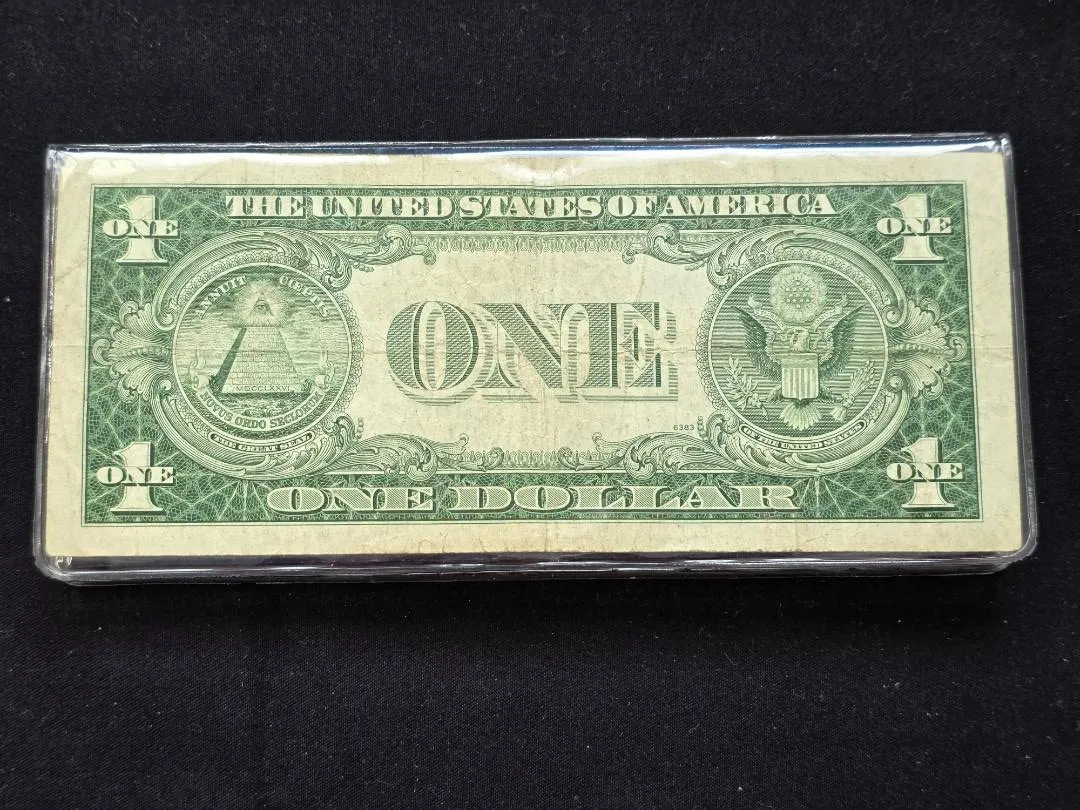 THE UNITED STATES OF AMERICA
ONE
1
ONE
1
ANNUIT CŒPTIS
MDCCLXXVI
NOVUS ORDO SECLORUM
THE GREAT SEAL
ONE
6383
OF THE UNITED STATES
ONE
1
ONE
1
ONE DOLLAR